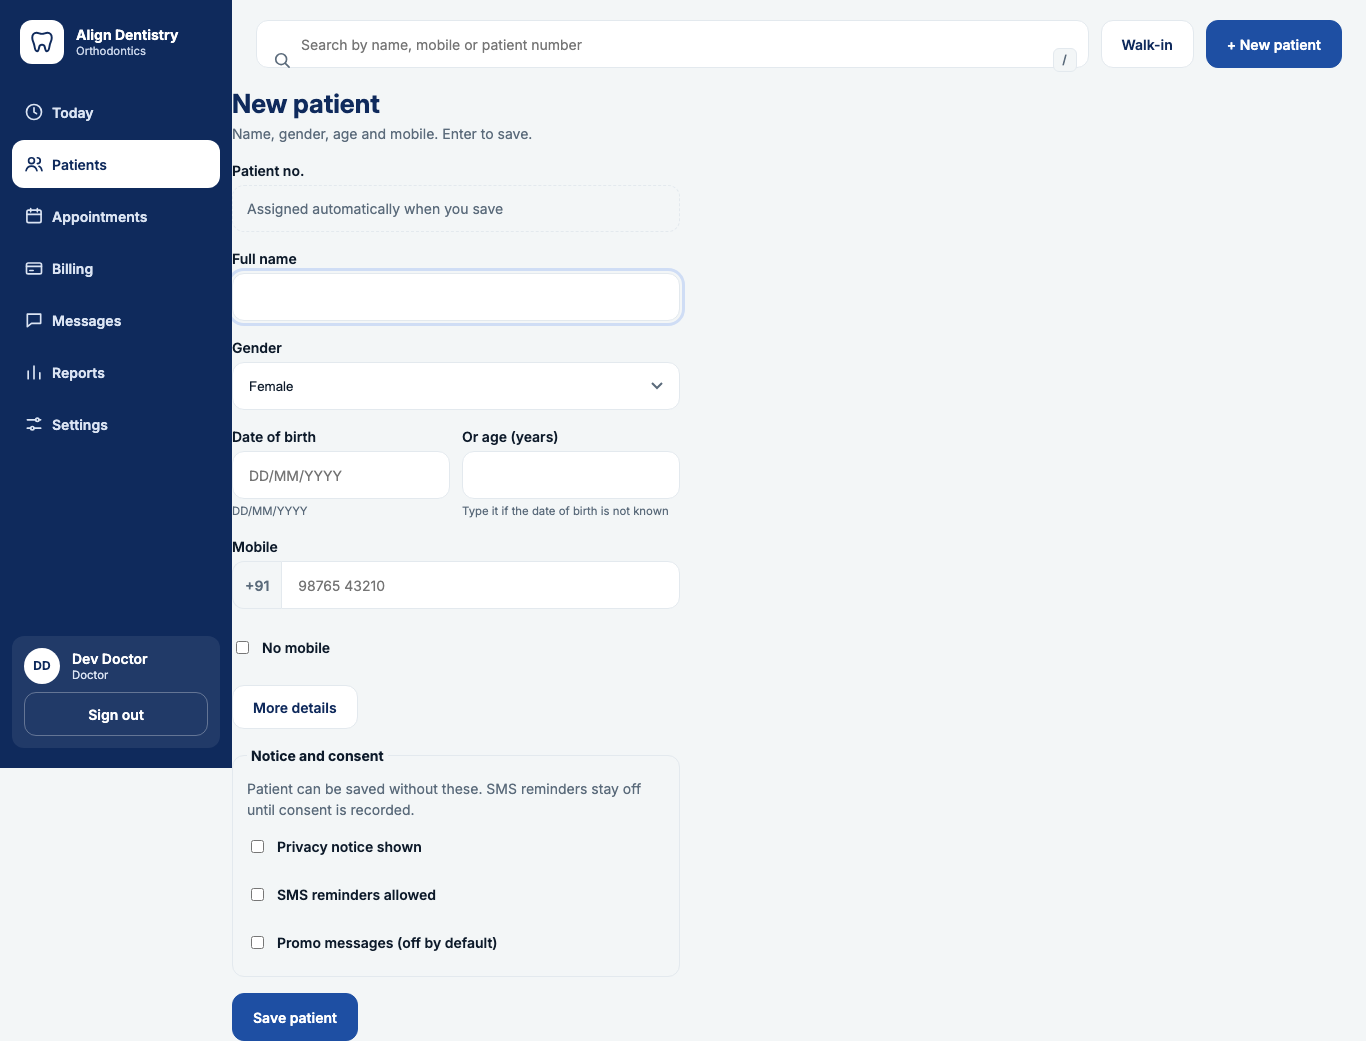 Align Dentistry
Orthodontics
Today
Patients
Appointments
Billing
Messages
Reports
Settings
DD
Dev Doctor
Doctor
Sign out
Search by name, mobile or patient number
/
Walk-in
+ New patient
New patient
Name, gender, age and mobile. Enter to save.
Patient no.
Assigned automatically when you save
Full name
Gender
Female
Date of birth
DD/MM/YYYY
DD/MM/YYYY
Or age (years)
Type it if the date of birth is not known
Mobile
+91
98765 43210
No mobile
More details
Notice and consent
Patient can be saved without these. SMS reminders stay off
until consent is recorded.
Privacy notice shown
SMS reminders allowed
Promo messages (off by default)
Save patient